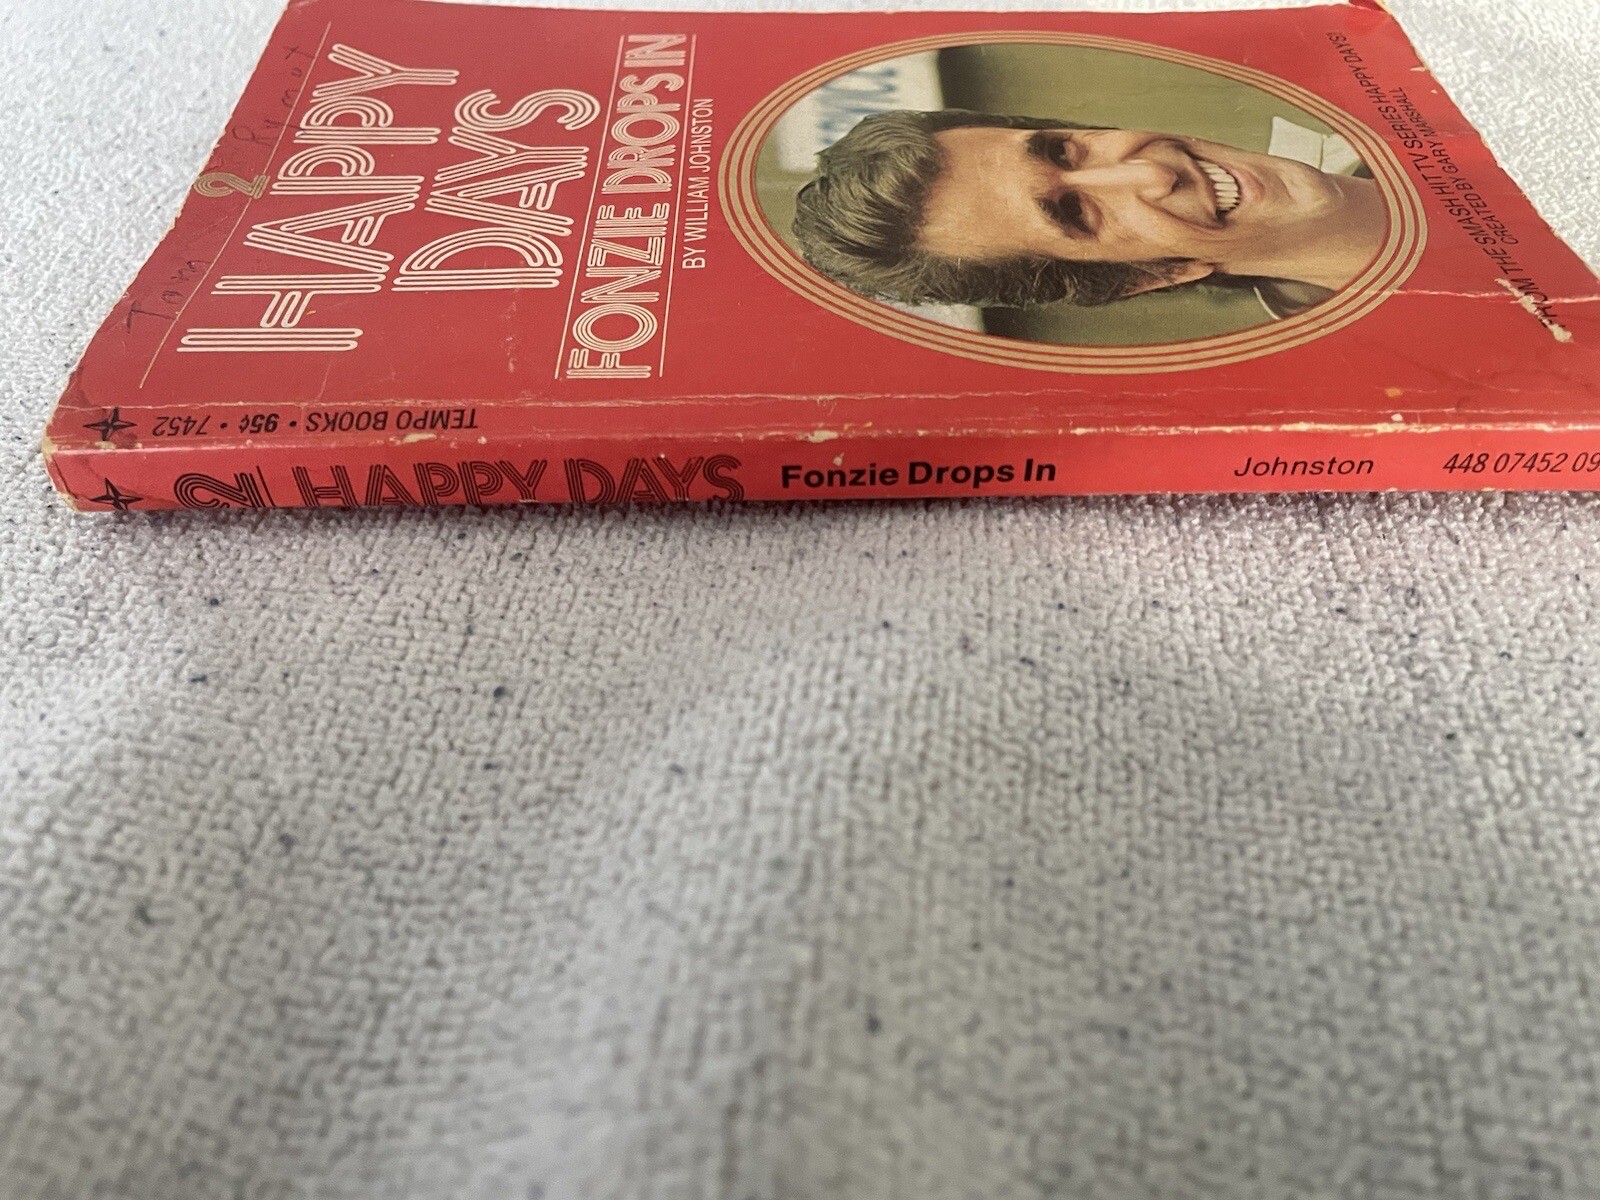 2
HAPPY
DAYS
FONZIE DROPS IN
BY WILLIAM JOHNSTON
FROM THE SMASH HIT TV SERIES HAPPY DAYS!
CREATED BY GARY MARSHALL
TEMPO BOOKS • 95¢ • 7452
2 HAPPY DAYS Fonzie Drops In Johnston 448 07452 09